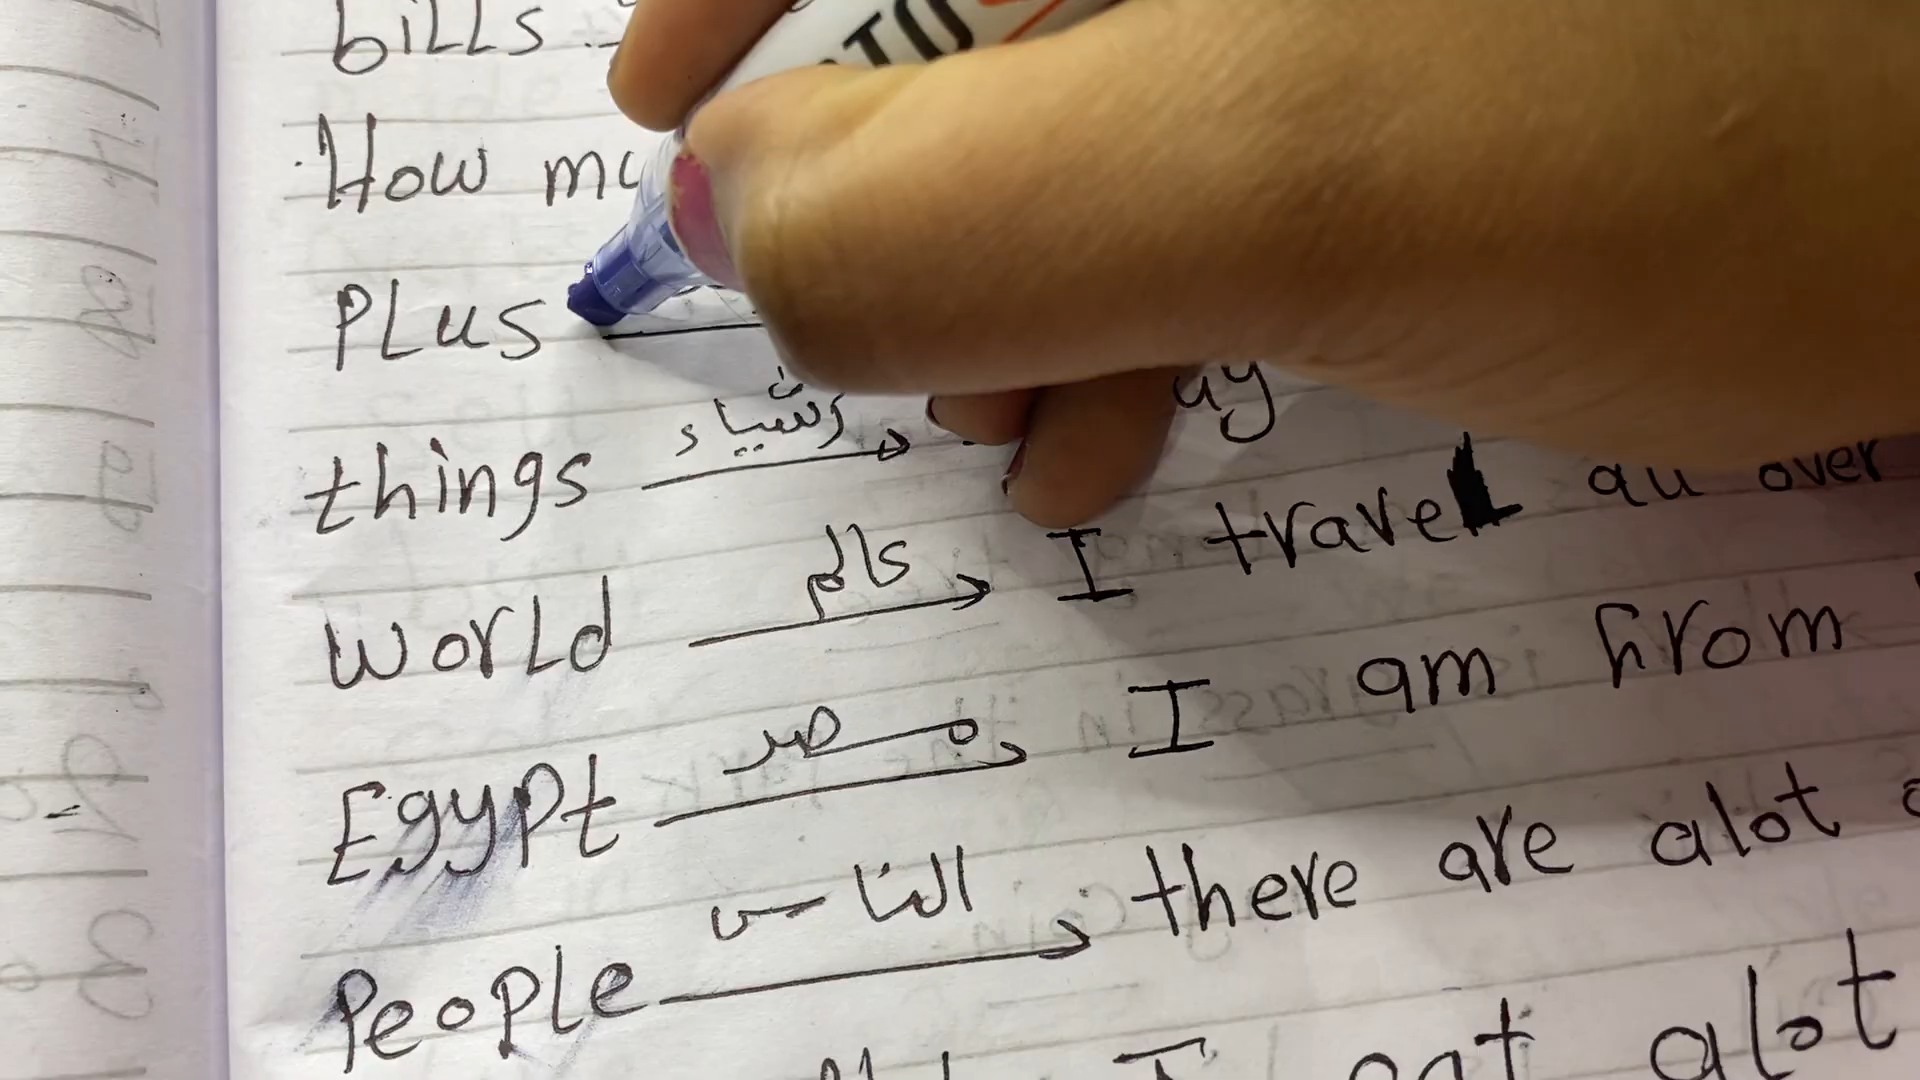 bills
How
PLus
things أشياء ay
World عالم I travel all over
Egypt مصر I am from
People الناس there are alot
I eat alot